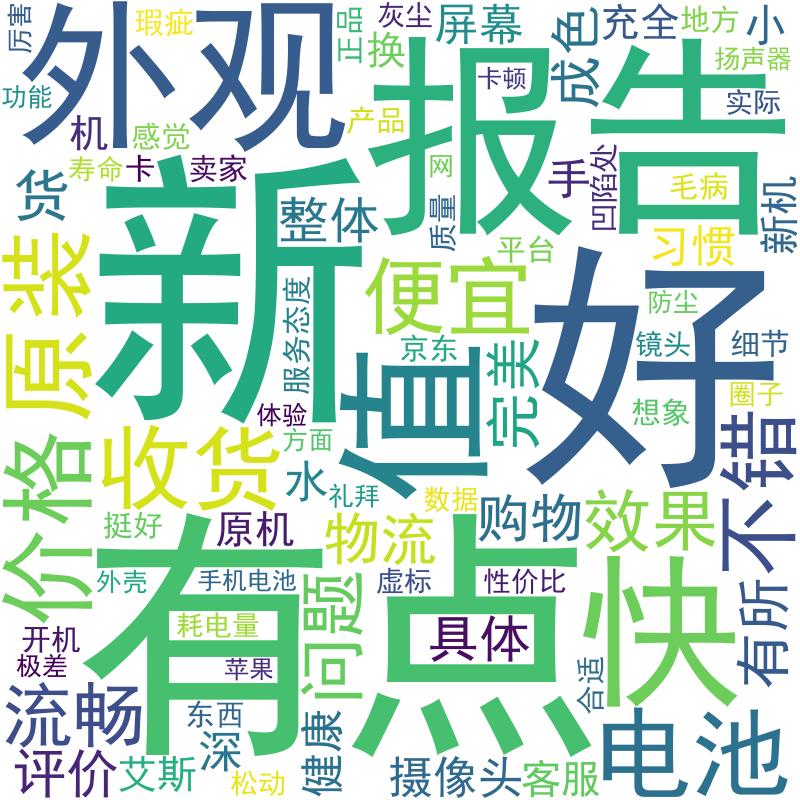 厉害
外观
瑕疵
正品
灰尘
换
屏幕
成色
充全
地方
小
扬声器
功能
机
感觉
产品
报告
卡顿
实际
寿命
卡
卖家
网
手
凹陷处
毛病
新机
货
新
整体
质量
平台
习惯
原装
服务态度
便宜
好
防尘
京东
镜头
细节
值
完美
圈子
想象
体验
不错
价格
收货
方面
水
礼拜
数据
购物
效果
挺好
原机
物流
有点
外壳
手机电池
虚标
性价比
快
有所
问题
耗电量
具体
开机
极差
苹果
合适
流畅
东西
深
健康
电池
评价
艾斯
松动
摄像头
客服